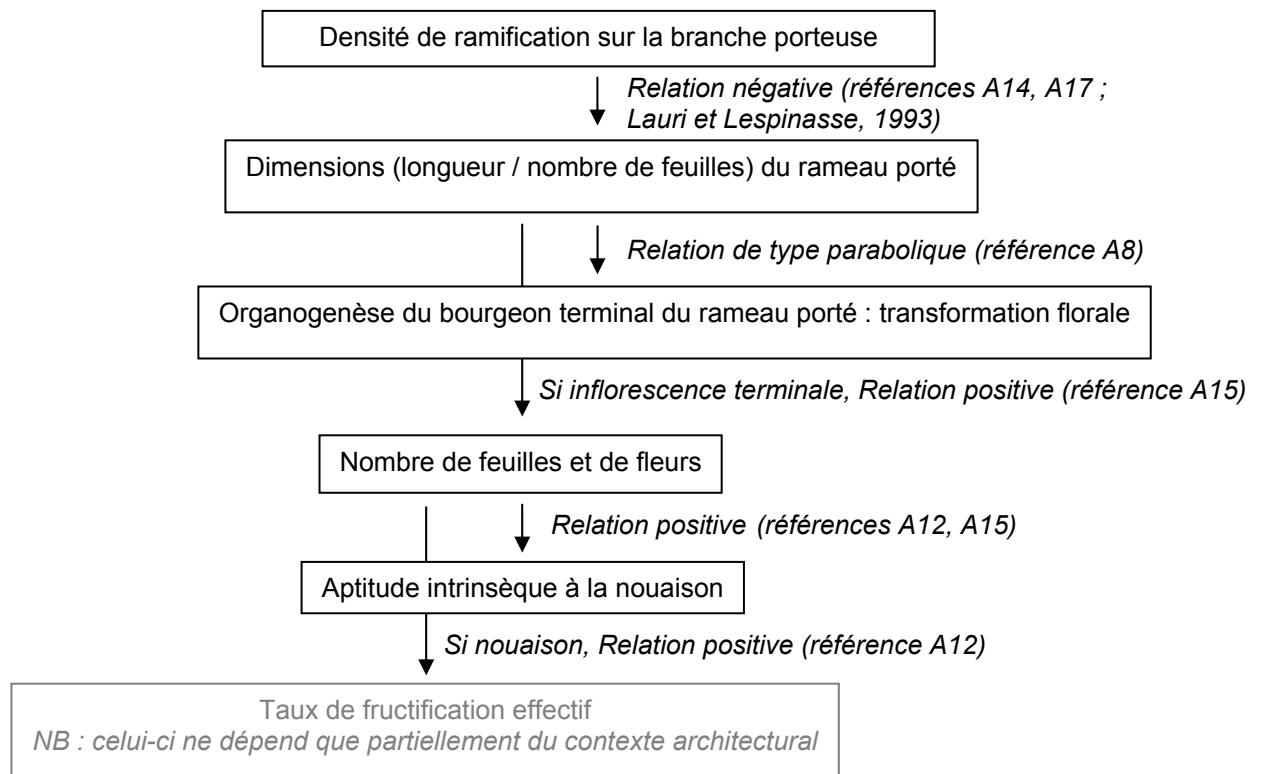 Densité de ramification sur la branche porteuse
Relation négative (références A14, A17 ;
Lauri et Lespinasse, 1993)
Dimensions (longueur / nombre de feuilles) du rameau porté
Relation de type parabolique (référence A8)
Organogenèse du bourgeon terminal du rameau porté : transformation florale
Si inflorescence terminale, Relation positive (référence A15)
Nombre de feuilles et de fleurs
Relation positive (références A12, A15)
Aptitude intrinsèque à la nouaison
Si nouaison, Relation positive (référence A12)
Taux de fructification effectif
NB : celui-ci ne dépend que partiellement du contexte architectural